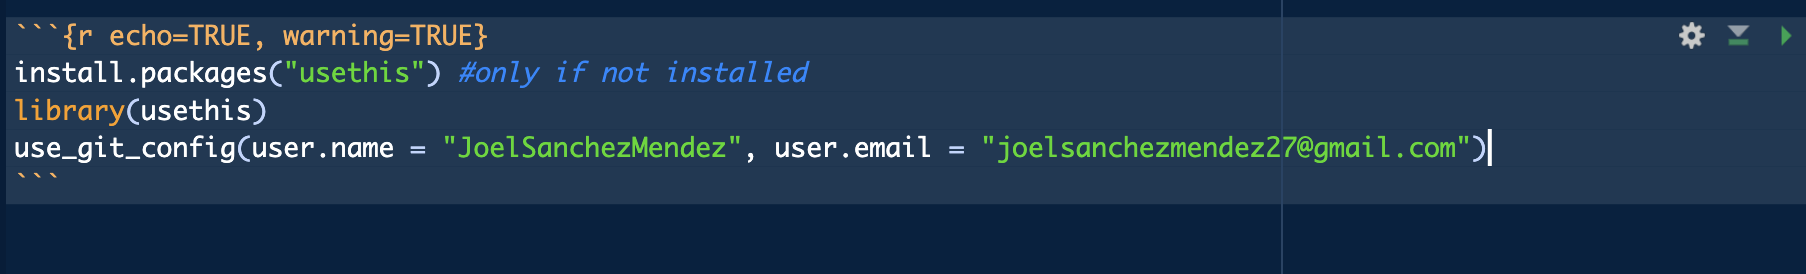 ```{r echo=TRUE, warning=TRUE}
install.packages("usethis") #only if not installed
library(usethis)
use_git_config(user.name = "JoelSanchezMendez", user.email = "joelsanchezmendez27@gmail.com")
```